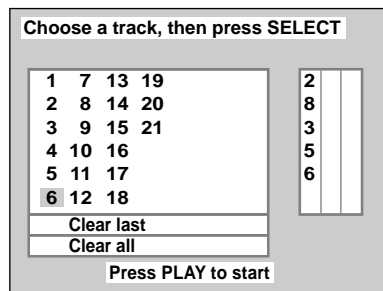 Choose a track, then press SELECT
1 7 13 19 2
2 8 14 20 8
3 9 15 21 3
4 10 16 5
5 11 17 6
6 12 18
Clear last
Clear all
Press PLAY to start